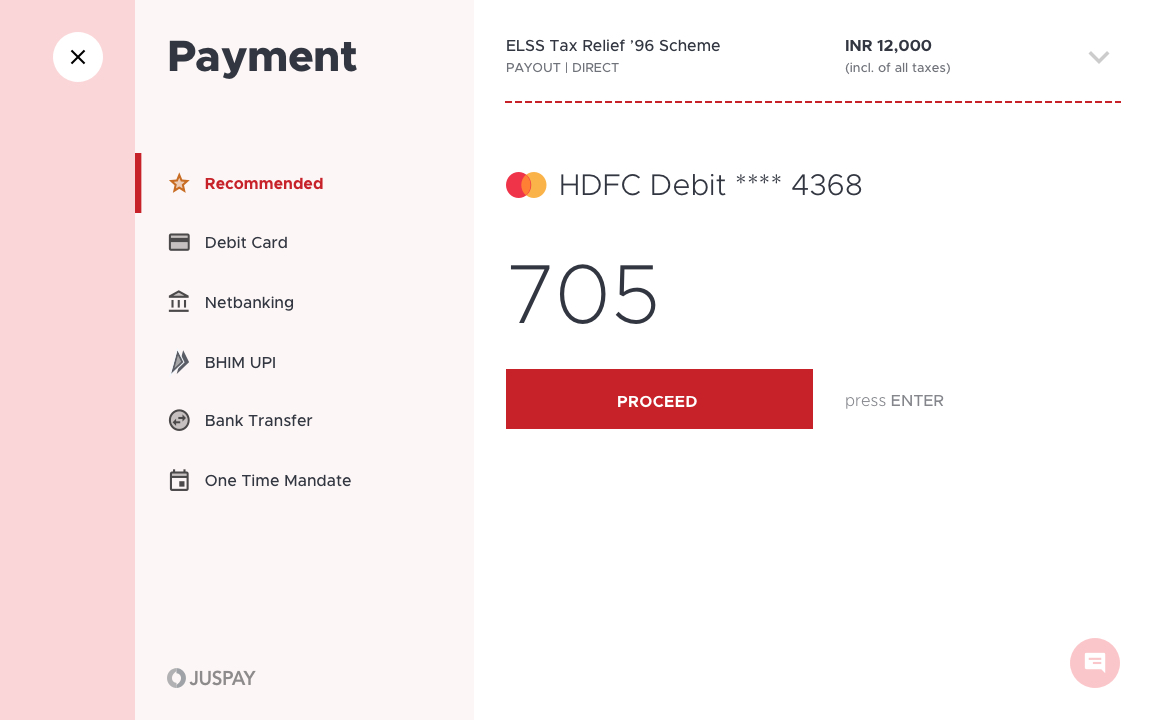 Payment
Recommended
Debit Card
Netbanking
BHIM UPI
Bank Transfer
One Time Mandate
JUSPAY
ELSS Tax Relief ’96 Scheme
PAYOUT | DIRECT
INR 12,000
(incl. of all taxes)
HDFC Debit **** 4368
705
PROCEED
press ENTER